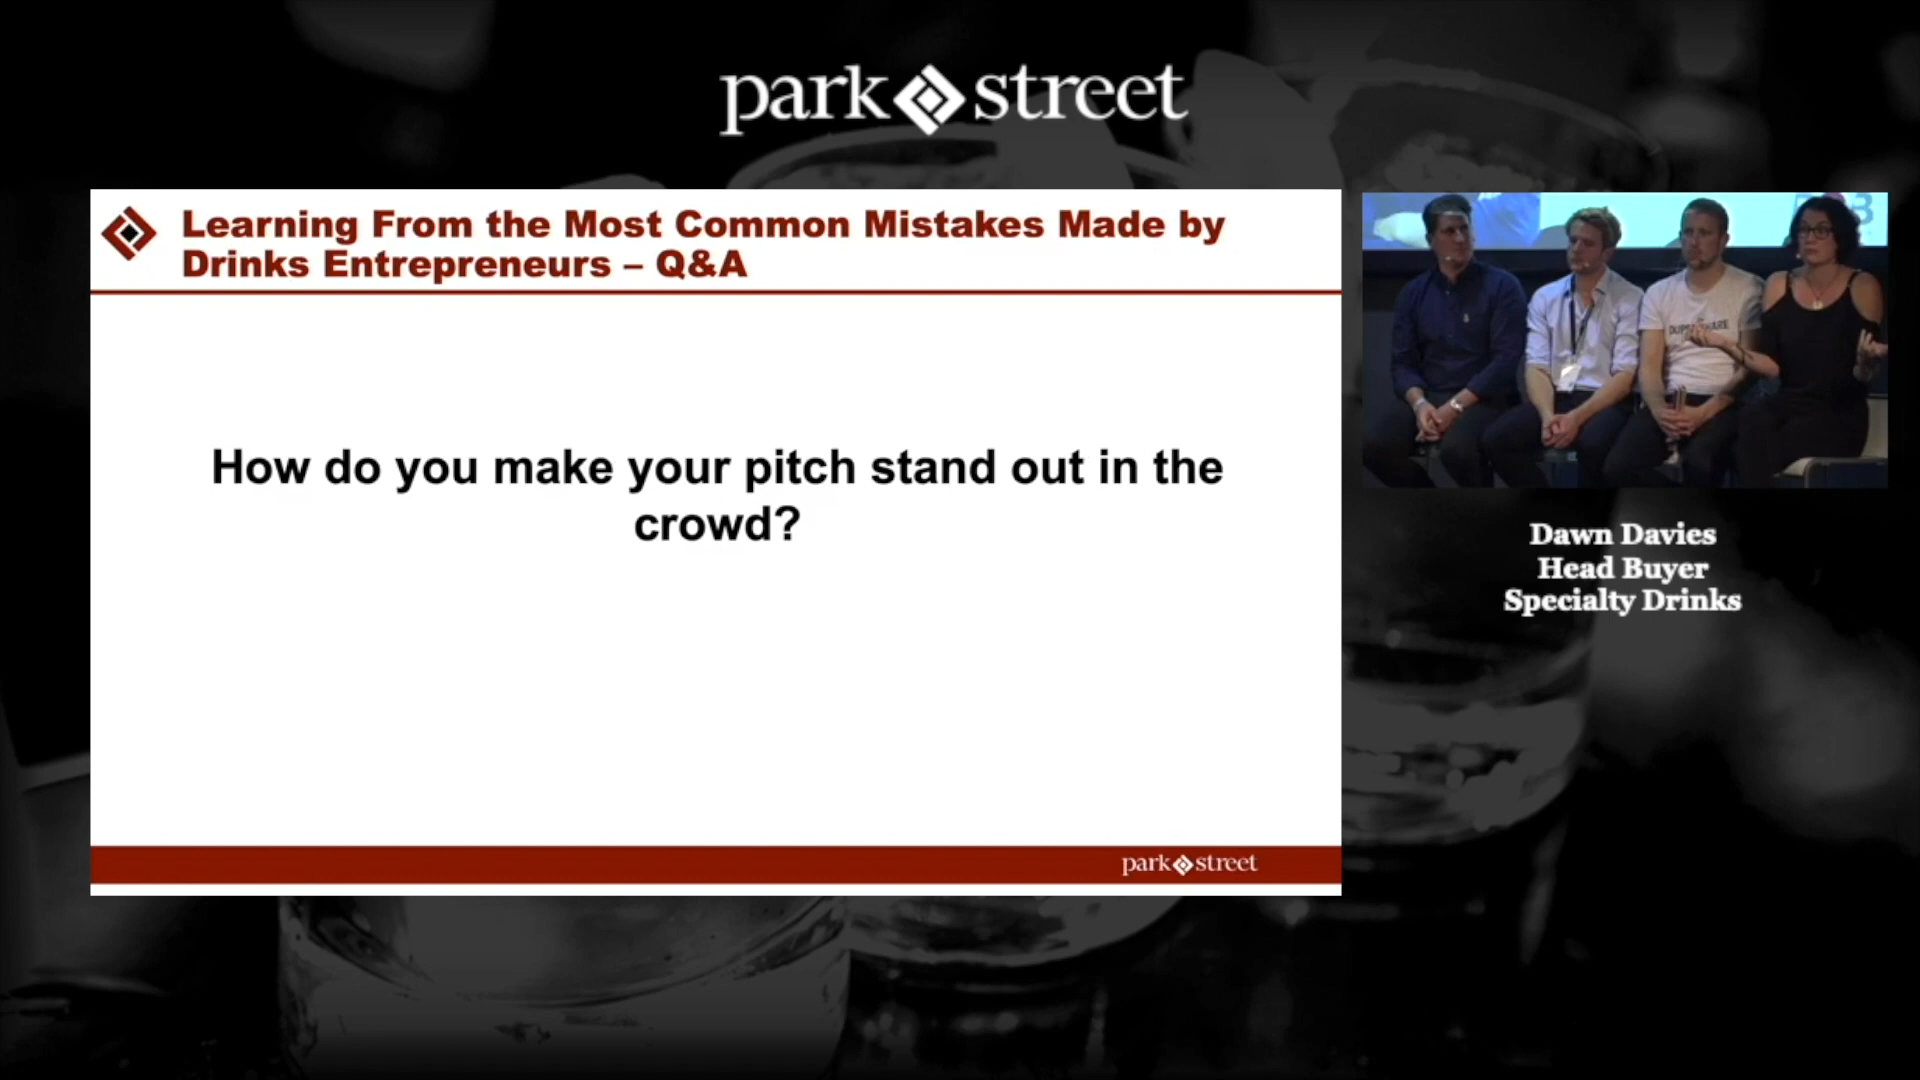 park street
Learning From the Most Common Mistakes Made by
Drinks Entrepreneurs – Q&A
How do you make your pitch stand out in the
crowd?
Dawn Davies
Head Buyer
Specialty Drinks
park street